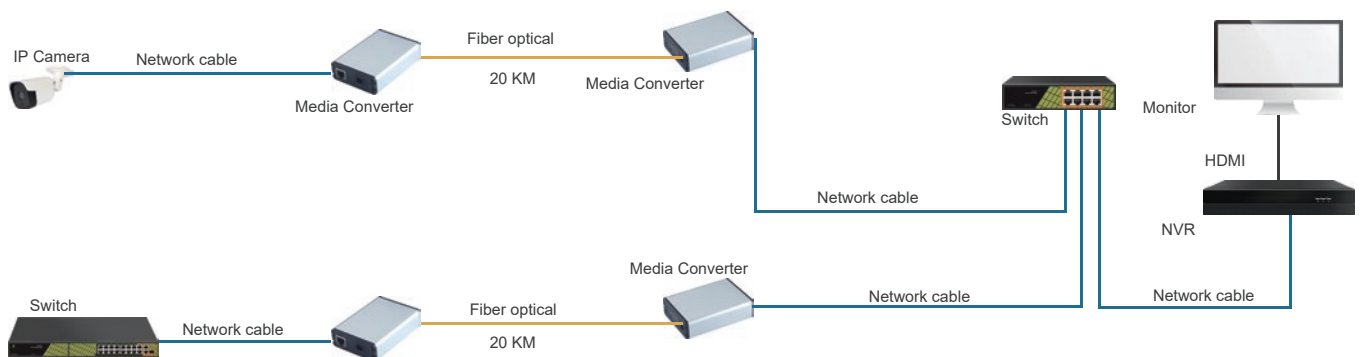 IP Camera
Network cable
Media Converter
Fiber optical
20 KM
Media Converter
Switch
Monitor
HDMI
NVR
Network cable
Network cable
Media Converter
Network cable
Switch
Network cable
Fiber optical
20 KM